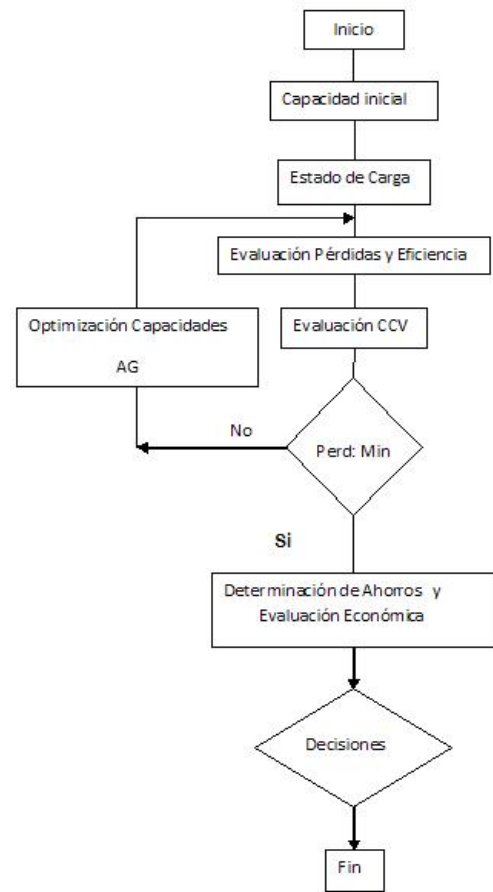 Inicio
Capacidad inicial
Estado de Carga
Evaluación Pérdidas y Eficiencia
Optimización Capacidades
AG
Evaluación CCV
No
Perd: Min
Si
Determinación de Ahorros y
Evaluación Económica
Decisiones
Fin